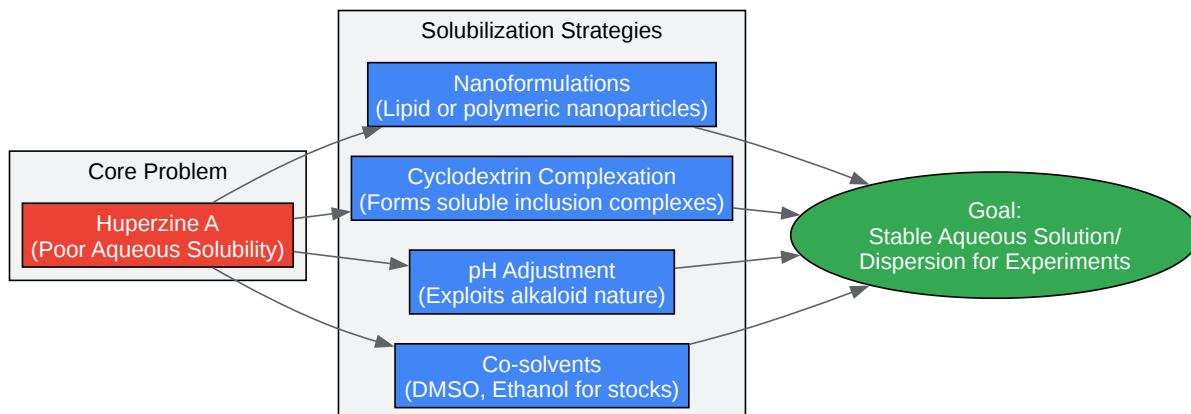 Solubilization Strategies
Nanoformulations
(Lipid or polymeric nanoparticles)
Core Problem
Cyclodextrin Complexation
(Forms soluble inclusion complexes)
Huperzine A
(Poor Aqueous Solubility)
Goal:
Stable Aqueous Solution/
Dispersion for Experiments
pH Adjustment
(Exploits alkaloid nature)
Co-solvents
(DMSO, Ethanol for stocks)